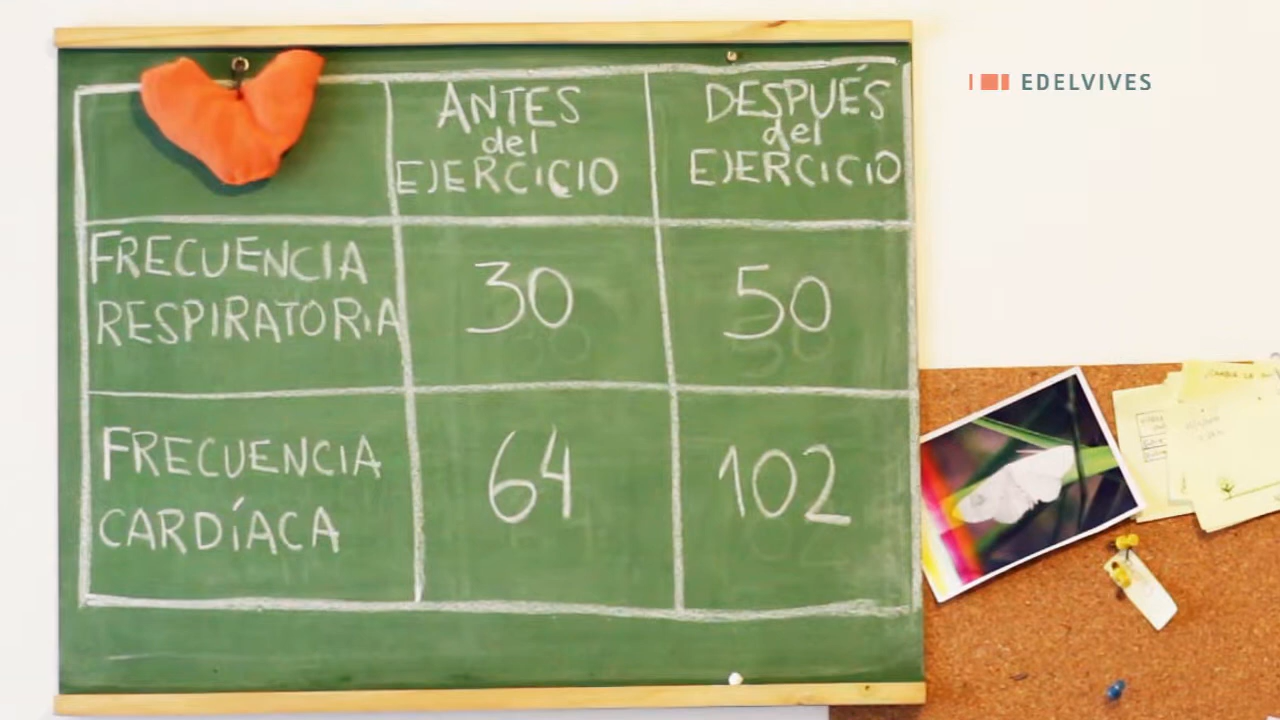 EDELVIVES
ANTES
del
EJERCICIO
DESPUÉS
del
EJERCICIO
FRECUENCIA
RESPIRATORIA
30
50
FRECUENCIA
CARDÍACA
64
102